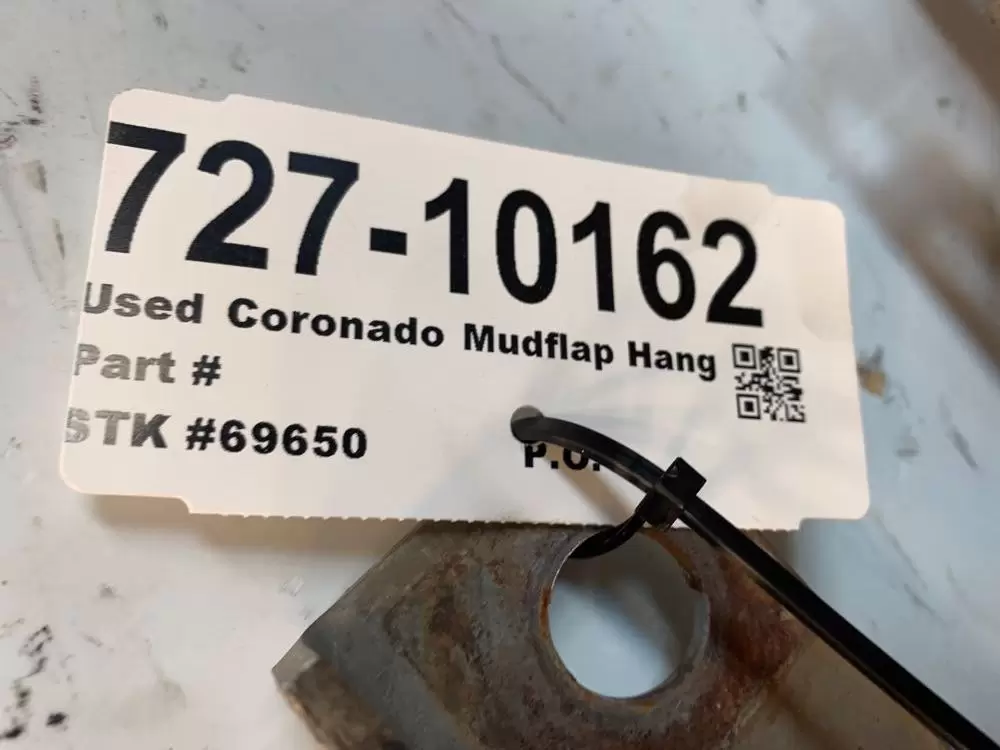 727-10162
Used Coronado Mudflap Hang
Part #
STK #69650
P.O.